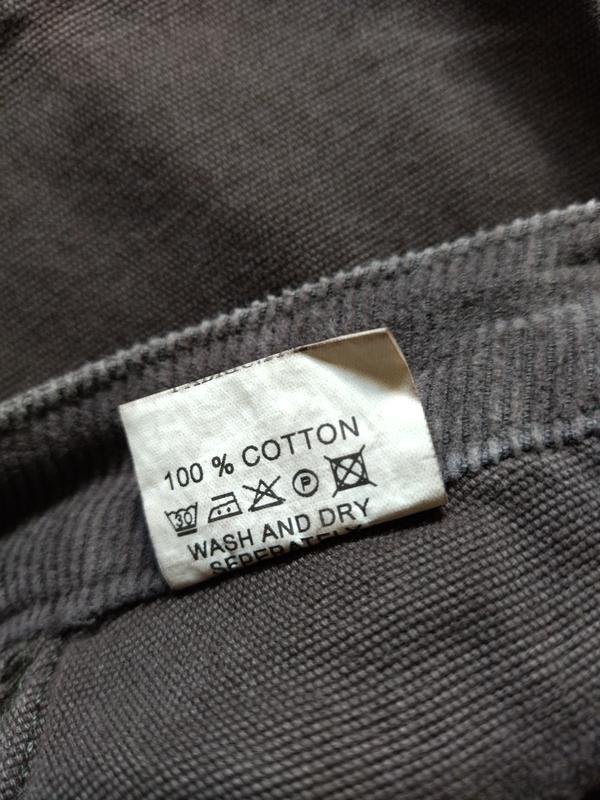 100 % COTTON
30 P
WASH AND DRY
SEPERATELY